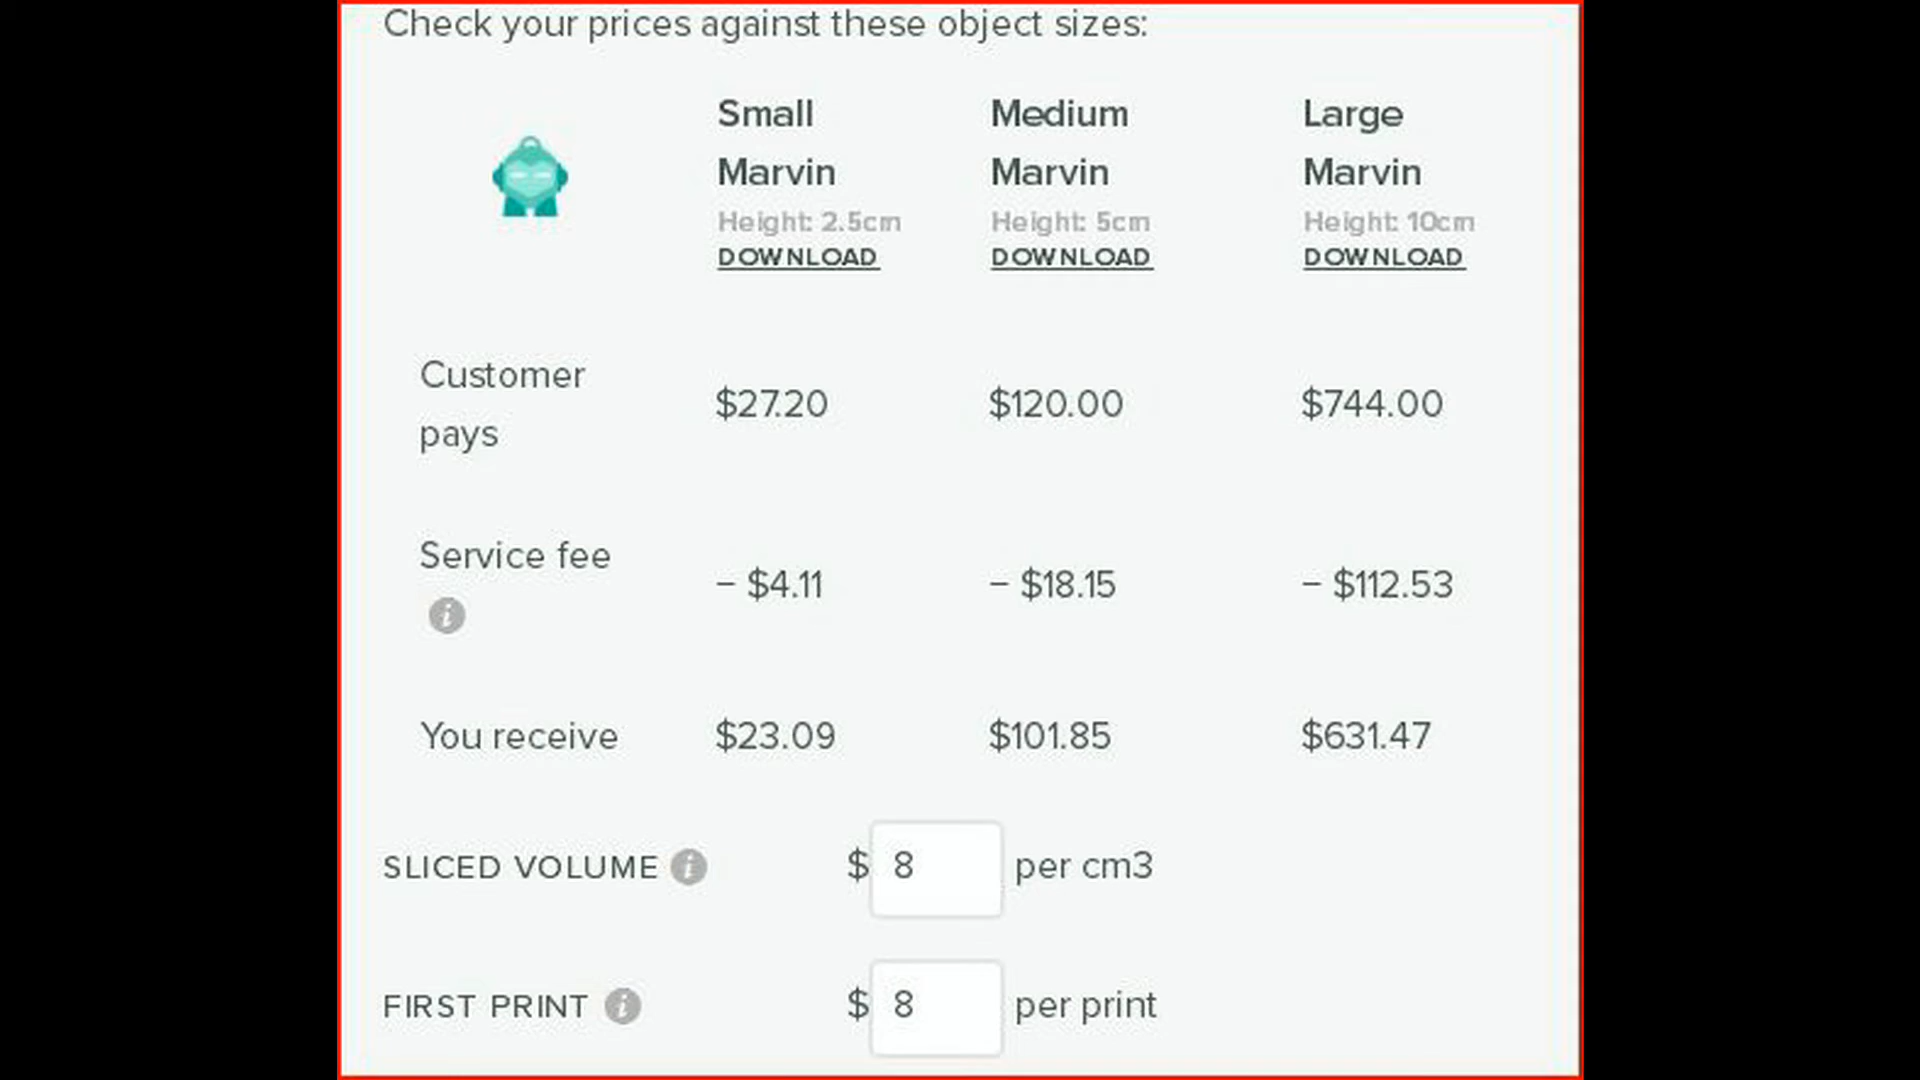 Check your prices against these object sizes:
Small Marvin
Medium Marvin
Large Marvin
Height: 2.5cm
Height: 5cm
Height: 10cm
DOWNLOAD
DOWNLOAD
DOWNLOAD
Customer pays
$27.20
$120.00
$744.00
Service fee
i
– $4.11
– $18.15
– $112.53
You receive
$23.09
$101.85
$631.47
SLICED VOLUME i $ 8 per cm3
FIRST PRINT i $ 8 per print